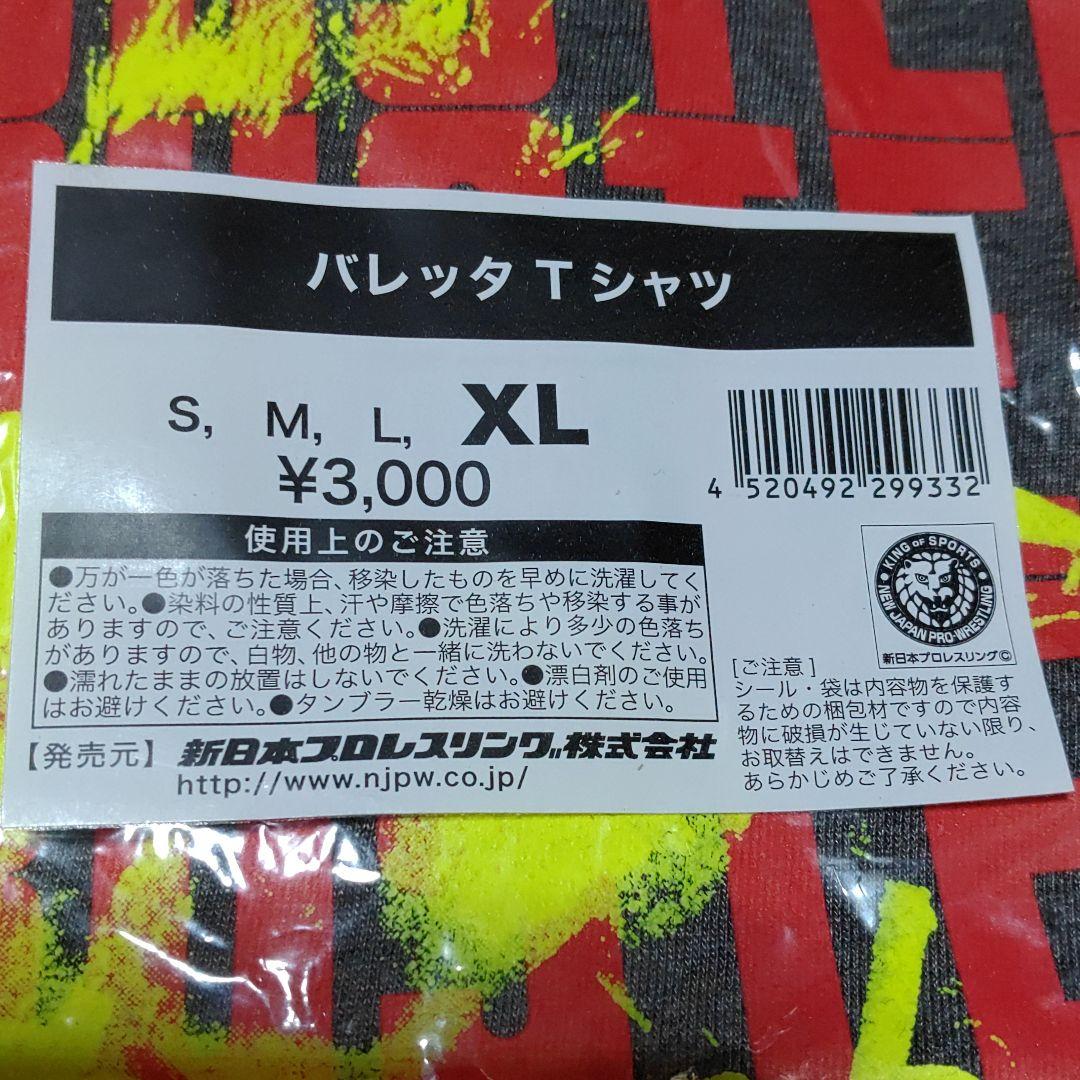 バレッタ Tシャツ
S, M, L, XL
¥3,000
4 520492 299332
使用上のご注意
●万が一色が落ちた場合、移染したものを早めに洗濯してく
ださい。●染料の性質上、汗や摩擦で色落ちや移染する事が
ありますので、ご注意ください。●洗濯により多少の色落ち
がありますので、白物、他の物と一緒に洗わないでください。
●濡れたままの放置はしないでください。●漂白剤のご使用
はお避けください。●タンブラー乾燥はお避けください。
【発売元】新日本プロレスリング株式会社
http://www.njpw.co.jp/
KING OF SPORTS
NEW JAPAN PRO-WRESTLING
新日本プロレスリング©
[ご注意]
シール・袋は内容物を保護す
るための梱包材ですので内容
物に破損が生じていない限り、
お取替えはできません。
あらかじめご了承ください。